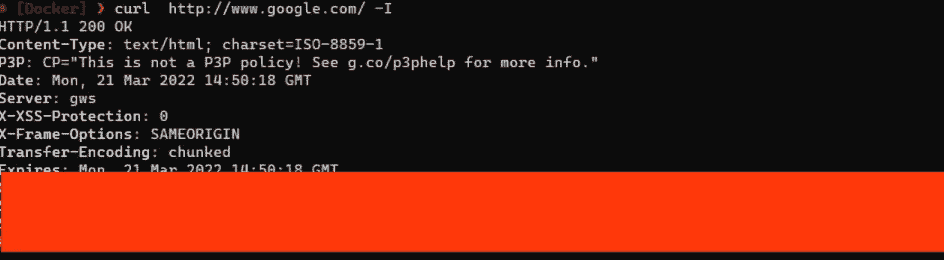 [Docker] ❯ curl  http://www.google.com/ -I
HTTP/1.1 200 OK
Content-Type: text/html; charset=ISO-8859-1
P3P: CP="This is not a P3P policy! See g.co/p3phelp for more info."
Date: Mon, 21 Mar 2022 14:50:18 GMT
Server: gws
X-XSS-Protection: 0
X-Frame-Options: SAMEORIGIN
Transfer-Encoding: chunked
Expires: Mon, 21 Mar 2022 14:50:18 GMT